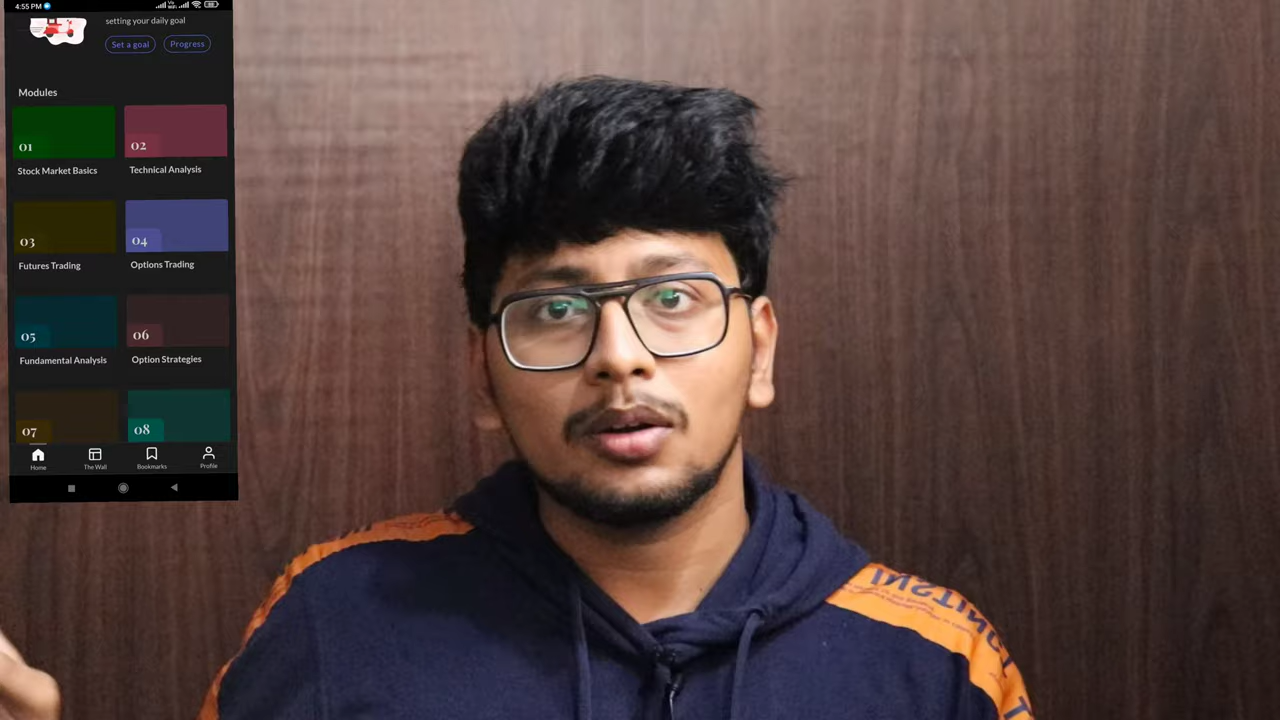 4:55 PM
setting your daily goal
Set a goal
Progress
Modules
01
02
Stock Market Basics
Technical Analysis
03
04
Futures Trading
Options Trading
05
06
Fundamental Analysis
Option Strategies
07
08
Home
The Wall
Bookmarks
Profile